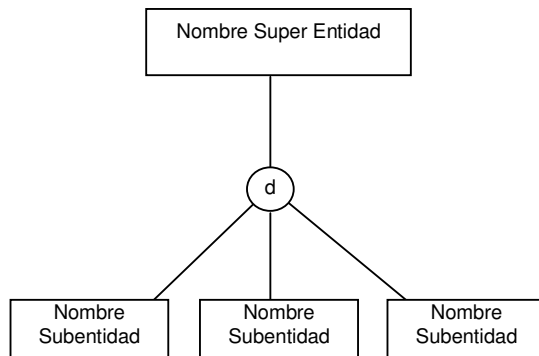 Nombre Super Entidad
d
Nombre
Subentidad
Nombre
Subentidad
Nombre
Subentidad